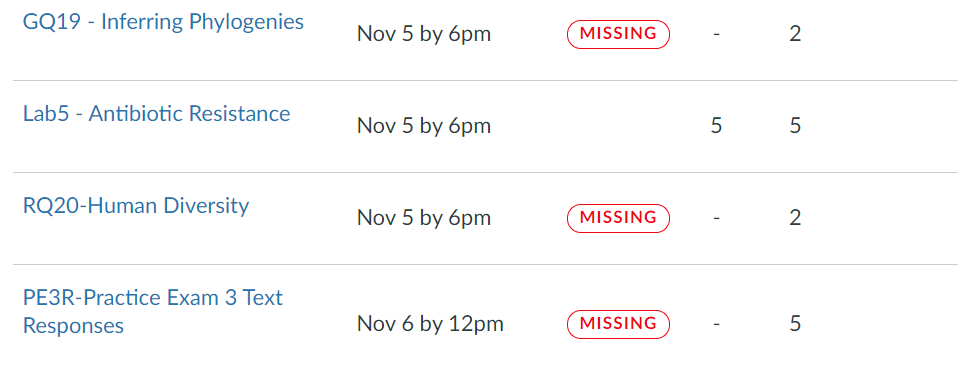 GQ19 - Inferring Phylogenies Nov 5 by 6pm MISSING - 2
Lab5 - Antibiotic Resistance Nov 5 by 6pm 5 5
RQ20-Human Diversity Nov 5 by 6pm MISSING - 2
PE3R-Practice Exam 3 Text
Responses Nov 6 by 12pm MISSING - 5